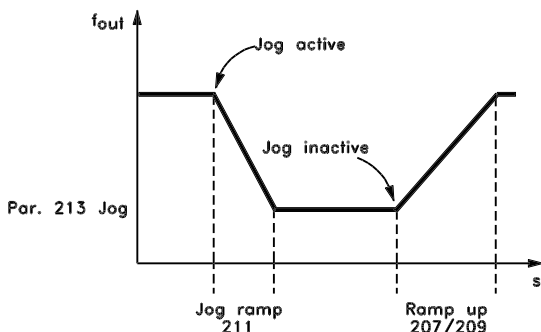 fout
Jog active
Jog inactive
Par. 213 Jog
s
Jog ramp
211
Ramp up
207/209